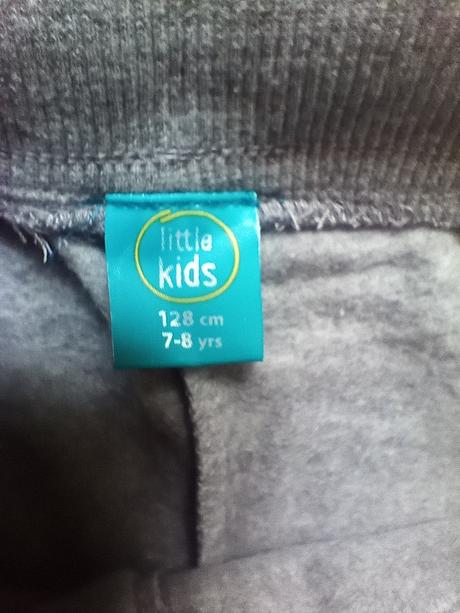 little
kids
128 cm
7-8 yrs